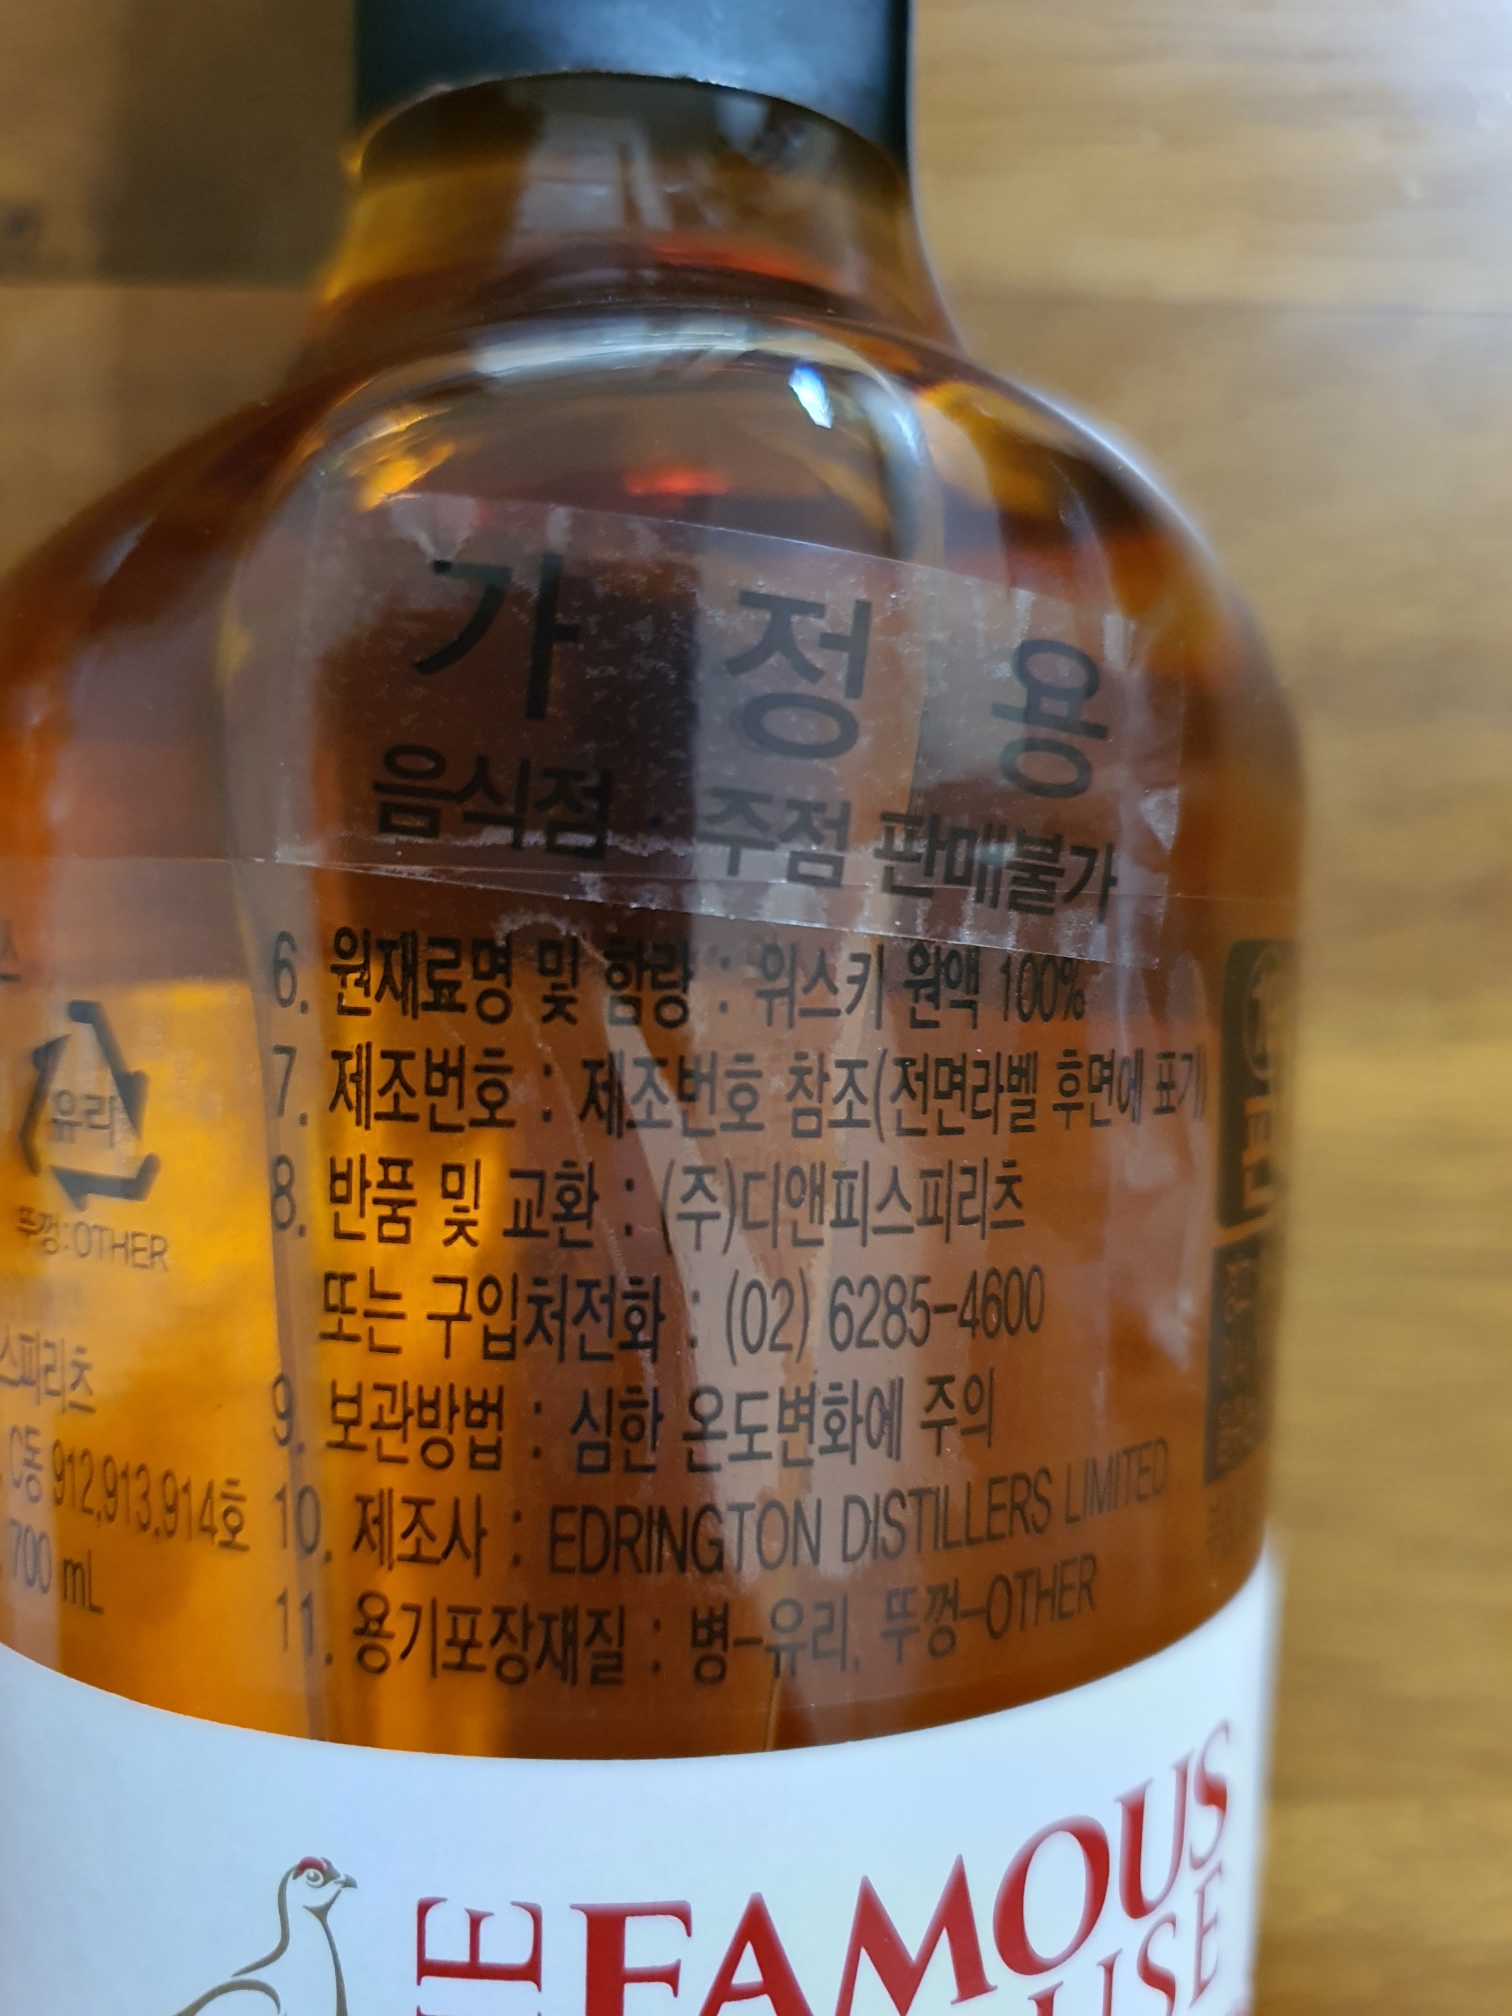 가 정 용
음식점 · 주점 판매불가
6. 원재료명 및 함량 : 위스키 원액 100%
7. 제조번호 : 제조번호 참조(전면라벨 후면에 표기)
8. 반품 및 교환 : (주)디앤피스피리츠
또는 구입처전화 : (02) 6285-4600
9. 보관방법 : 심한 온도변화에 주의
10. 제조사 : EDRINGTON DISTILLERS LIMITED
11. 용기포장재질 : 병-유리, 뚜껑-OTHER
유리
뚜껑:OTHER
스피리츠
C동 912,913,914호
700 mL
FAMOUS